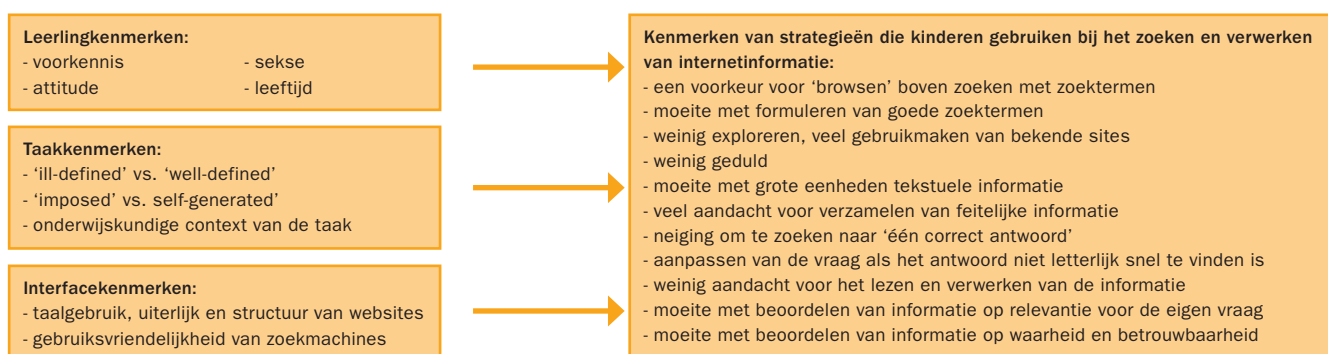 Leerlingkenmerken:
- voorkennis - sekse
- attitude - leeftijd
Taakkenmerken:
- ‘ill-defined’ vs. ‘well-defined’
- ‘imposed’ vs. self-generated’
- onderwijskundige context van de taak
Interfacekenmerken:
- taalgebruik, uiterlijk en structuur van websites
- gebruiksvriendelijkheid van zoekmachines
Kenmerken van strategieën die kinderen gebruiken bij het zoeken en verwerken
van internetinformatie:
- een voorkeur voor ‘browsen’ boven zoeken met zoektermen
- moeite met formuleren van goede zoektermen
- weinig exploreren, veel gebruikmaken van bekende sites
- weinig geduld
- moeite met grote eenheden tekstuele informatie
- veel aandacht voor verzamelen van feitelijke informatie
- neiging om te zoeken naar ‘één correct antwoord’
- aanpassen van de vraag als het antwoord niet letterlijk snel te vinden is
- weinig aandacht voor het lezen en verwerken van de informatie
- moeite met beoordelen van informatie op relevantie voor de eigen vraag
- moeite met beoordelen van informatie op waarheid en betrouwbaarheid